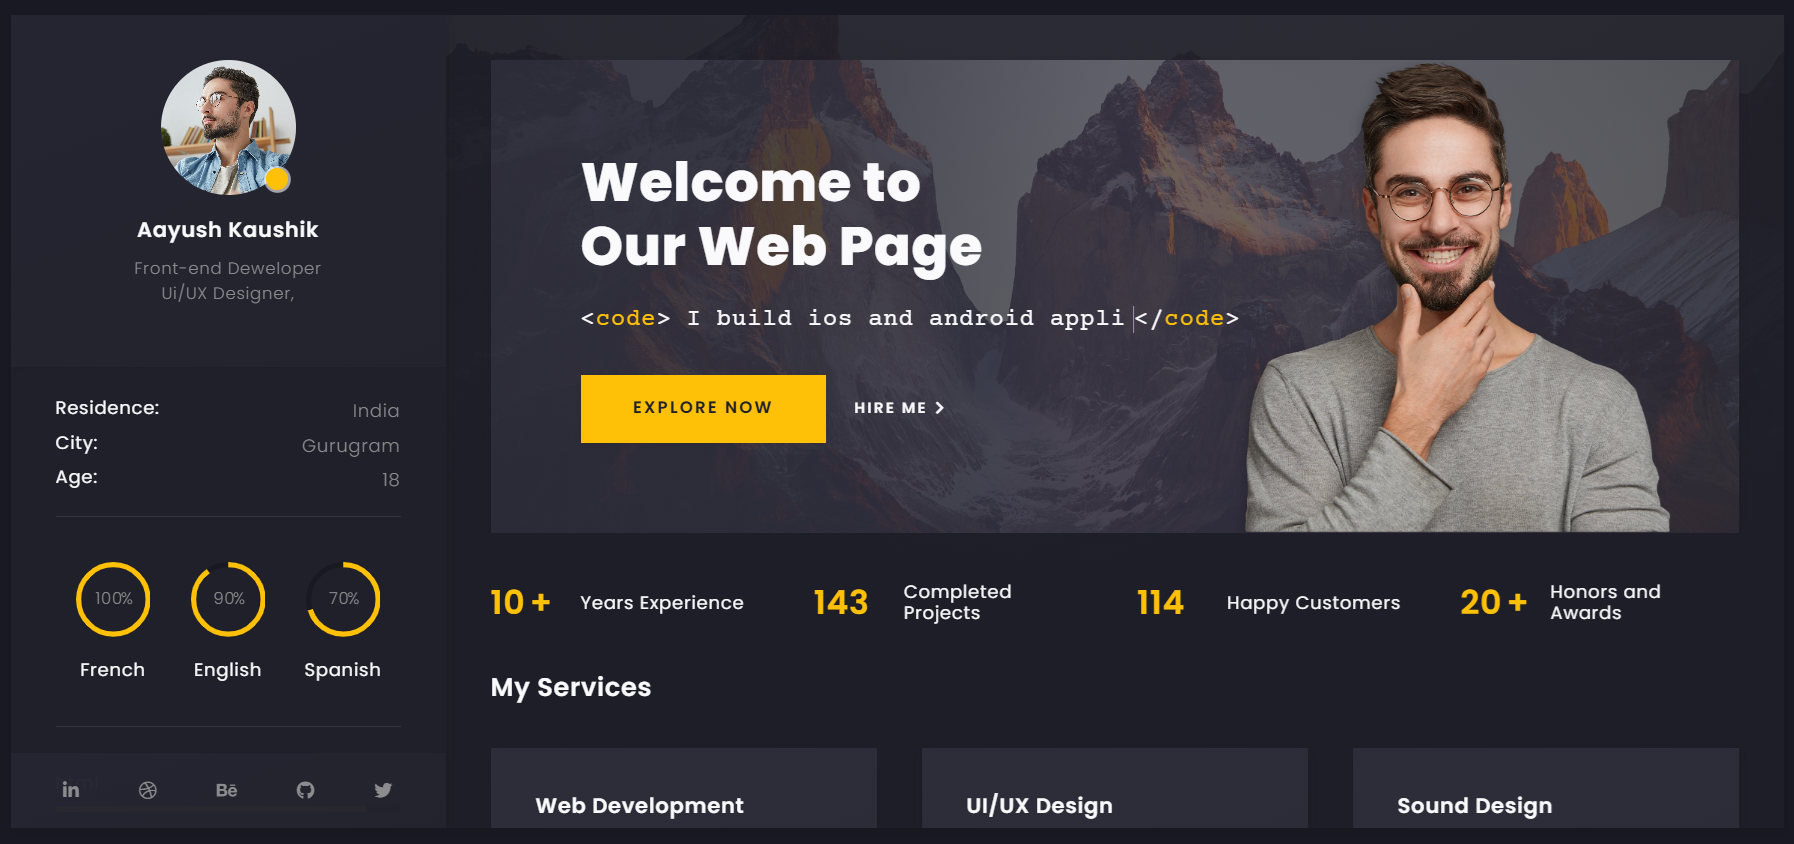 Aayush Kaushik
Front-end Deweloper
Ui/UX Designer,
Residence: India
City: Gurugram
Age: 18
100% 90% 70%
French English Spanish
in Bē
Welcome to
Our Web Page
<code> I build ios and android appli </code>
EXPLORE NOW HIRE ME
10 + Years Experience
143 Completed
Projects
114 Happy Customers
20 + Honors and
Awards
My Services
Web Development
UI/UX Design
Sound Design